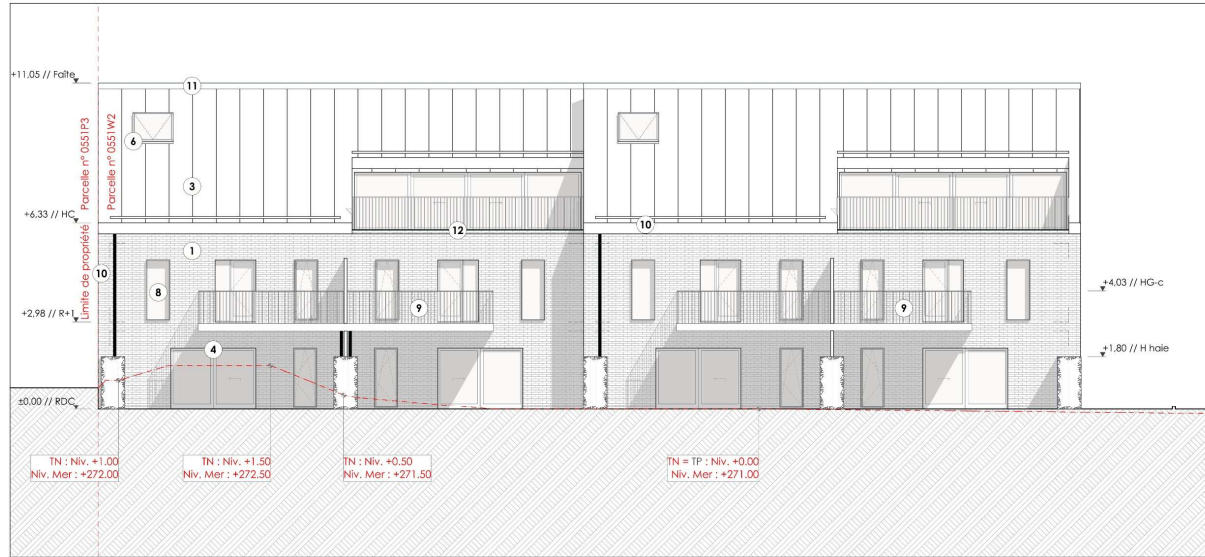 +11.05 // Faîte
11
6
3
Parcelle n° 0551P3
Parcelle n° 0551W2
+6.33 // HC
12
10
1
Limite de propriété
10
8
9
9
+4.03 // HG-c
+2.98 // R+1
4
+1.80 // H haie
±0.00 // RDC
TN : Niv. +1.00
Niv. Mer : +272.00
TN : Niv. +1.50
Niv. Mer : +272.50
TN : Niv. +0.50
Niv. Mer : +271.50
TN = TP : Niv. +0.00
Niv. Mer : +271.00